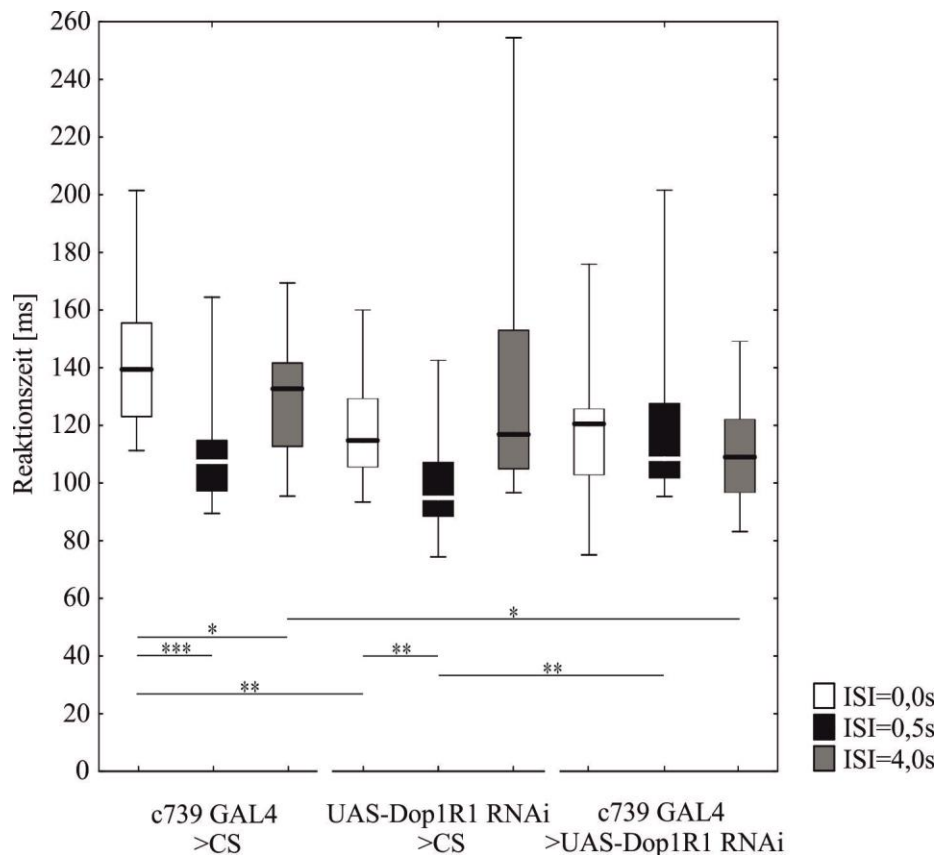 260
240
220
200
180
160
140
120
100
80
60
40
20
0
Reaktionszeit [ms]
*
*
***
**
**
**
ISI=0,0s
ISI=0,5s
ISI=4,0s
c739 GAL4
>CS
UAS-Dop1R1 RNAi
>CS
c739 GAL4
>UAS-Dop1R1 RNAi